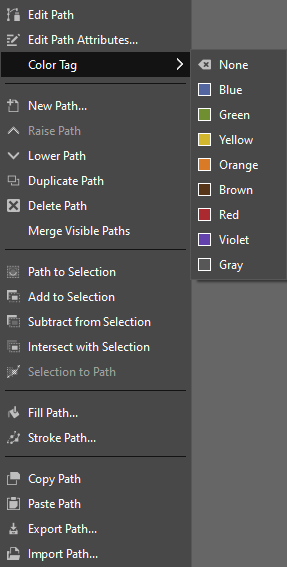 Edit Path
Edit Path Attributes...
Color Tag
New Path...
Raise Path
Lower Path
Duplicate Path
Delete Path
Merge Visible Paths
Path to Selection
Add to Selection
Subtract from Selection
Intersect with Selection
Selection to Path
Fill Path...
Stroke Path...
Copy Path
Paste Path
Export Path...
Import Path...
None
Blue
Green
Yellow
Orange
Brown
Red
Violet
Gray